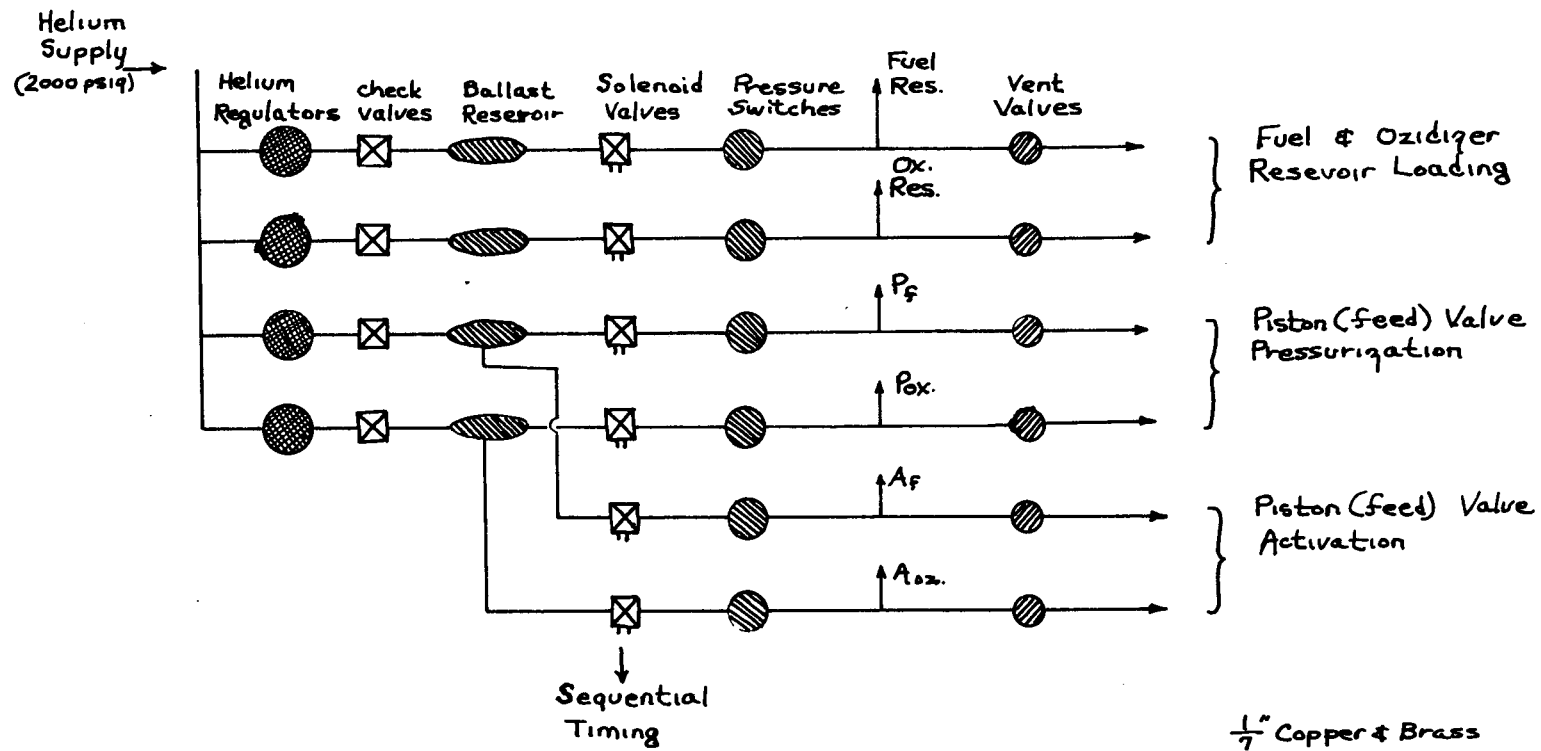 Helium
Supply
(2000 psig)
Helium
Regulators
check
valves
Ballast
Reservoir
Solenoid
Valves
Pressure
Switches
Fuel
Res.
Vent
Valves
Fuel & Oxidizer
Resevoir Loading
Ox.
Res.
Pf
Piston (feed) Valve
Pressurization
Pox.
Af
Piston (feed) Valve
Activation
Aox.
Sequential
Timing
1/7" Copper & Brass